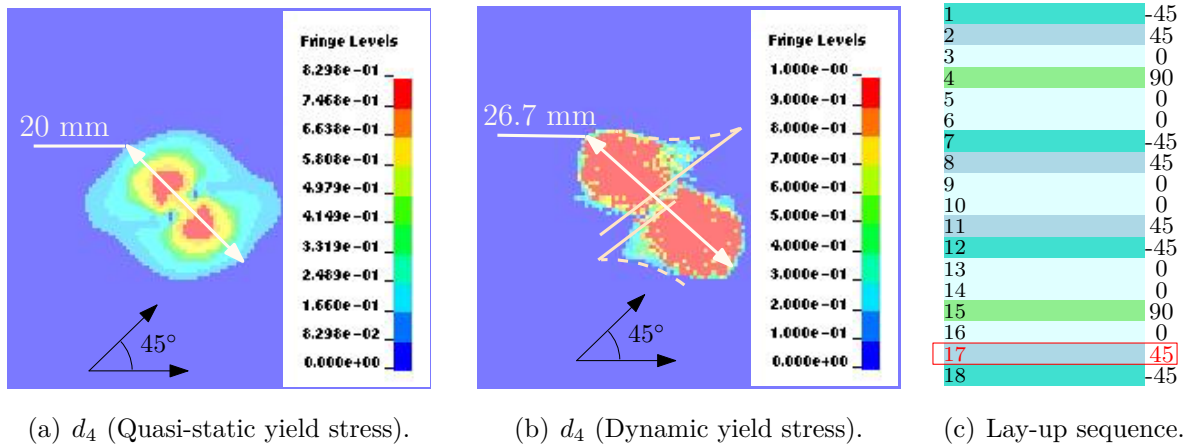 20 mm
45°
Fringe Levels
8.298e−01
7.468e−01
6.638e−01
5.808e−01
4.979e−01
4.149e−01
3.319e−01
2.489e−01
1.660e−01
8.298e−02
0.000e+00
(a) d4 (Quasi-static yield stress).
26.7 mm
45°
Fringe Levels
1.000e−00
9.000e−01
8.000e−01
7.000e−01
6.000e−01
5.000e−01
4.000e−01
3.000e−01
2.000e−01
1.000e−01
0.000e+00
(b) d4 (Dynamic yield stress).
1 -45
2 45
3 0
4 90
5 0
6 0
7 -45
8 45
9 0
10 0
11 45
12 -45
13 0
14 0
15 90
16 0
17 45
18 -45
(c) Lay-up sequence.